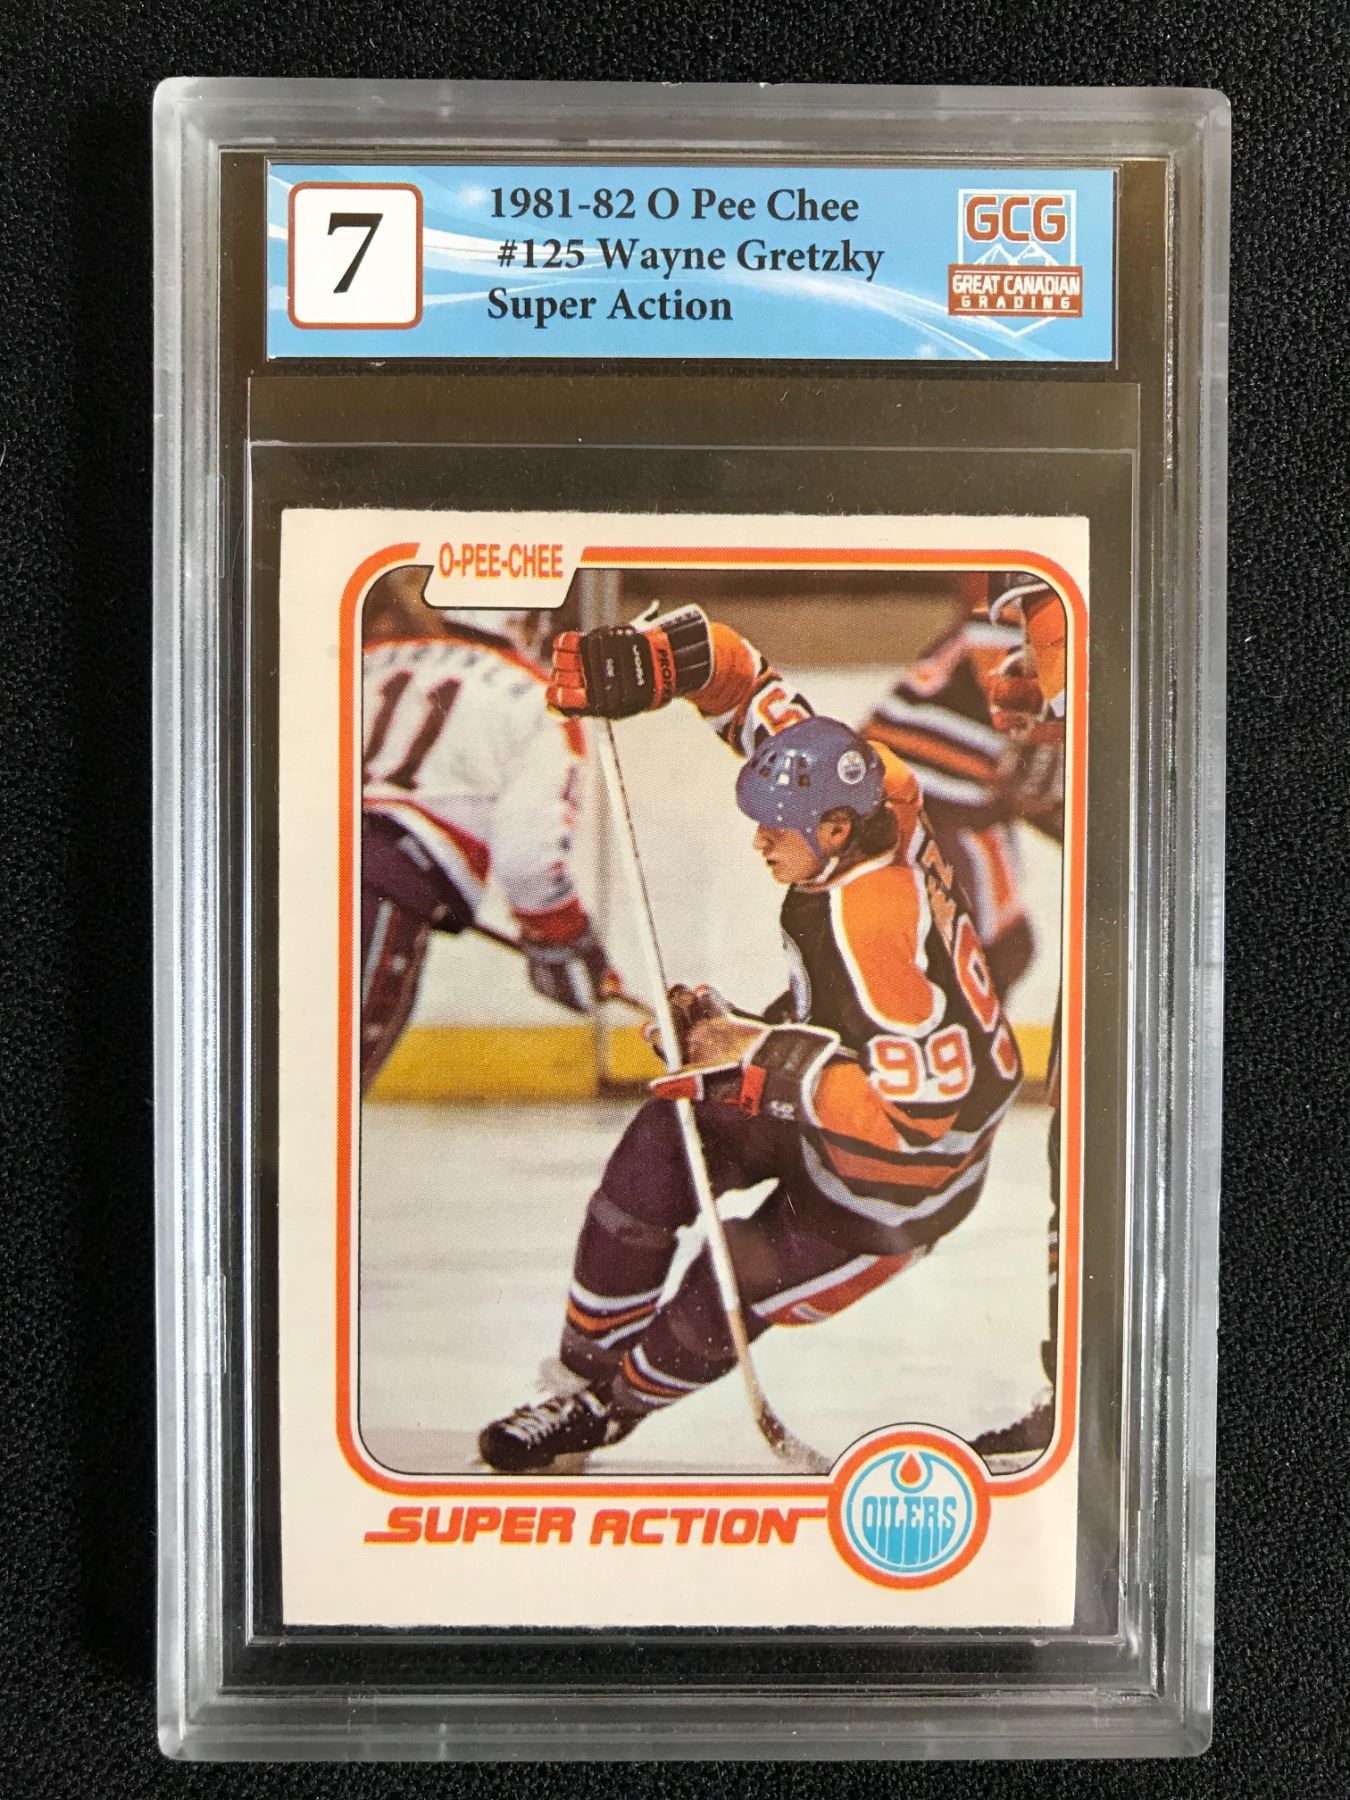 7
1981-82 O Pee Chee
#125 Wayne Gretzky
Super Action
GCG
GREAT CANADIAN
GRADING
O-PEE-CHEE
11
99
SUPER ACTION
OILERS